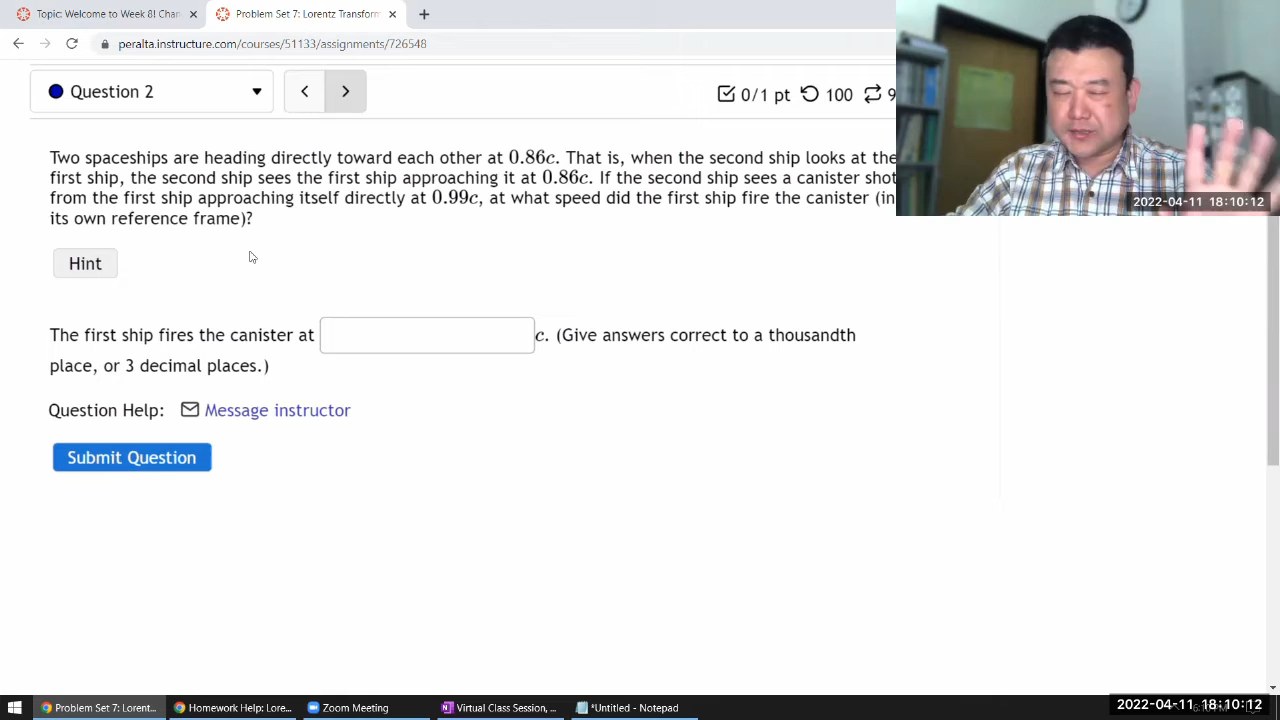 Topic: Welcome to Week 8! Chan
Problem Set 7: Lorentz Transform
peralta.instructure.com/courses/51133/assignments/726548
Question 2
0/1 pt 100 9
Two spaceships are heading directly toward each other at 0.86c. That is, when the second ship looks at the
first ship, the second ship sees the first ship approaching it at 0.86c. If the second ship sees a canister shot
from the first ship approaching itself directly at 0.99c, at what speed did the first ship fire the canister (in
its own reference frame)?
Hint
The first ship fires the canister at c. (Give answers correct to a thousandth
place, or 3 decimal places.)
Question Help: Message instructor
Submit Question
2022-04-11 18:10:12
Problem Set 7: Lorent...
Homework Help: Lore...
Zoom Meeting
Virtual Class Session, ...
*Untitled - Notepad
2022-04-11 18:10:12